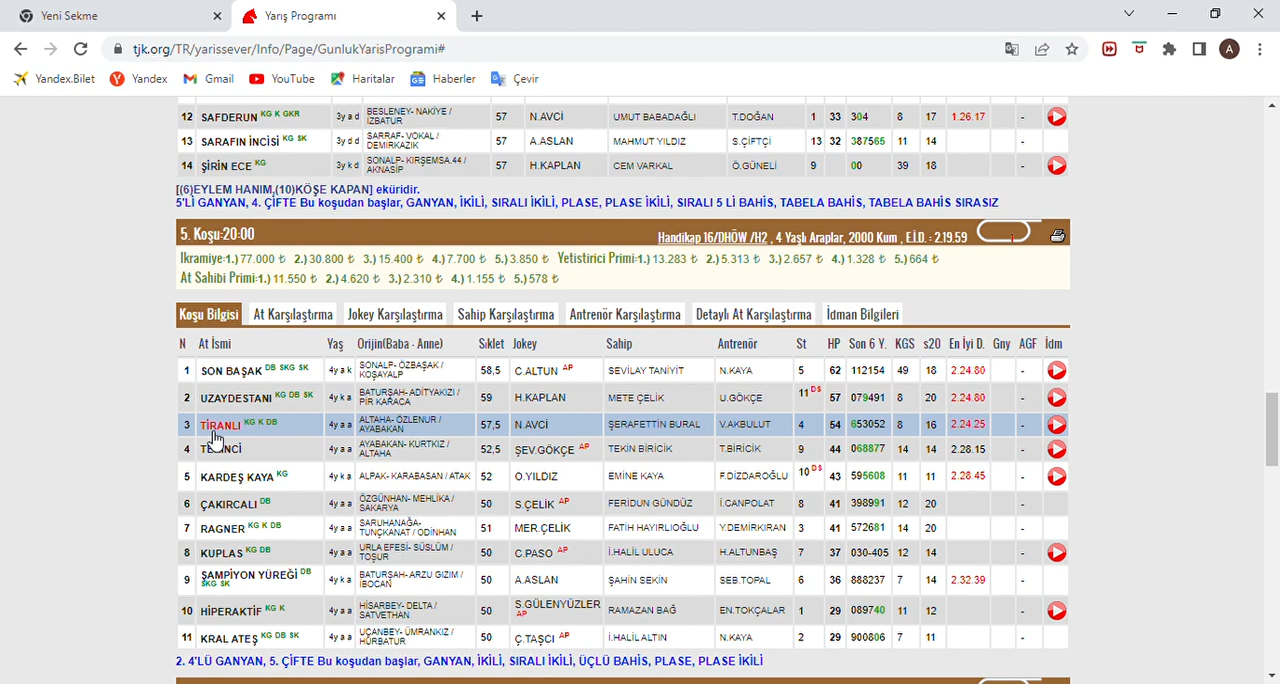 Yeni Sekme
Yarış Programı
tjk.org/TR/yarissever/Info/Page/GunlukYarisProgrami#
A
Yandex.Bilet Yandex Gmail YouTube Haritalar Haberler Çevir
12 SAFDERUN KG K GKR 3y a d BESLENEY- NAKİYE / İZBATUR 57 N.AVCI UMUT BABADAĞLI T.DOĞAN 1 33 304 8 17 1.26.17 -
13 SARAFIN İNCİSİ KG SK 3y d d SARRAF- VOKAL / DEMİRKAZIK 57 A.ASLAN MAHMUT YILDIZ S.ÇİFTÇİ 13 32 387565 11 14 -
14 ŞİRİN ECE KG 3y k d SONALP- KIRŞEMSA.44 / AKNASİP 57 H.KAPLAN CEM VARKAL Ö.GÜNELİ 9 00 39 18 -
[(6)EYLEM HANIM,(10)KÖŞE KAPAN] eküridir.
5'Lİ GANYAN, 4. ÇİFTE Bu koşudan başlar, GANYAN, İKİLİ, SIRALI İKİLİ, PLASE, PLASE İKİLİ, SIRALI 5 Lİ BAHİS, TABELA BAHİS, TABELA BAHİS SIRASIZ
5. Koşu:20:00 Handikap 16/DHÖW /H2 , 4 Yaşlı Araplar, 2000 Kum , E.İ.D. : 2.19.59
Ikramiye:1.) 77.000 ₺ 2.) 30.800 ₺ 3.) 15.400 ₺ 4.) 7.700 ₺ 5.) 3.850 ₺ Yetistirici Primi:1.) 13.283 ₺ 2.) 5.313 ₺ 3.) 2.657 ₺ 4.) 1.328 ₺ 5.) 664 ₺
At Sahibi Primi:1.) 11.550 ₺ 2.) 4.620 ₺ 3.) 2.310 ₺ 4.) 1.155 ₺ 5.) 578 ₺
Koşu Bilgisi At Karşılaştırma Jokey Karşılaştırma Sahip Karşılaştırma Antrenör Karşılaştırma Detaylı At Karşılaştırma İdman Bilgileri
N At İsmi Yaş Orijin(Baba - Anne) Sıklet Jokey Sahip Antrenör St HP Son 6 Y. KGS s20 En İyi D. Gny AGF İdm
1 SON BAŞAK DB SKG SK 4y a k SONALP- ÖZBAŞAK / KOŞAYALP 58,5 C.ALTUN AP SEVİLAY TANİYİT N.KAYA 5 62 112154 49 18 2.24.80 -
2 UZAYDESTANI KG DB SK 4y k a BATURŞAH- ADİTYAKIZI / PİR KARACA 59 H.KAPLAN METE ÇELİK U.GÖKÇE 11 DS 57 079491 8 20 2.24.80 -
3 TİRANLI KG K DB 4y a a ALTAHA- ÖZLENUR / AYABAKAN 57,5 N.AVCI ŞERAFETTİN BURAL V.AKBULUT 4 54 653052 8 16 2.24.25 -
4 4y a a AYABAKAN- KURTKIZ / ALTAHA 52,5 ŞEV.GÖKÇE AP TEKİN BİRİCİK T.BİRİCİK 9 44 068877 14 14 2.28.15 -
5 KARDEŞ KAYA KG 4y k a ALPAK- KARABASAN / ATAK 52 O.YILDIZ EMİNE KAYA F.DİZDAROĞLU 10 DS 43 595608 11 11 2.28.45 -
6 ÇAKIRCALI DB 4y a a ÖZGÜNHAN- MEHLİKA / SAKARYA 50 S.ÇELİK AP FERİDUN GÜNDÜZ İ.CANPOLAT 8 41 398991 12 20 -
7 RAGNER KG K DB 4y a a SARUHANAĞA- TUNÇKANAT / ODİNHAN 51 MER.ÇELİK FATİH HAYIRLIOĞLU Y.DEMİRKIRAN 3 41 572681 14 20 -
8 KUPLAS KG DB 4y a a URLA EFESİ- SÜSLÜM / TOŞUR 50 C.PASO AP İ.HALİL ULUCA H.ALTUNBAŞ 7 37 030-405 12 14 -
9 ŞAMPİYON YÜREĞİ DB SKG SK 4y k a BATURŞAH- ARZU GIZIM / İBOCAN 50 A.ASLAN ŞAHİN SEKİN SEB.TOPAL 6 36 888237 7 14 2.32.39 -
10 HİPERAKTİF KG K 4y a a HİSARBEY- DELTA / SATVETHAN 50 S.GÜLENYÜZLER AP RAMAZAN BAĞ EN.TOKÇALAR 1 29 089740 11 12 -
11 KRAL ATEŞ KG DB SK 4y a a UÇANBEY- ÜMRANKIZ / HÜRBATUR 50 Ç.TAŞCI AP İ.HALİL ALTIN N.KAYA 2 29 900806 7 11 -
2. 4'LÜ GANYAN, 5. ÇİFTE Bu koşudan başlar, GANYAN, İKİLİ, SIRALI İKİLİ, ÜÇLÜ BAHİS, PLASE, PLASE İKİLİ